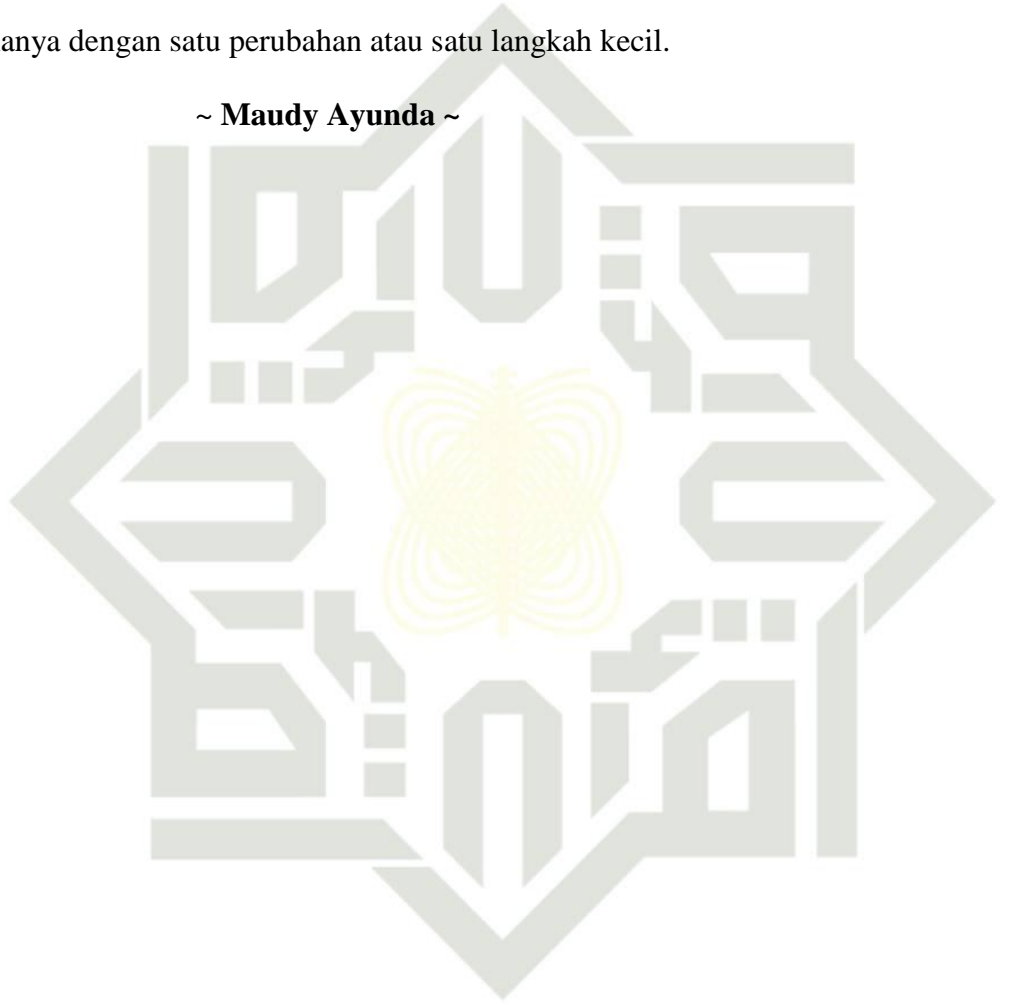 anya dengan satu perubahan atau satu langkah kecil.
~ Maudy Ayunda ~